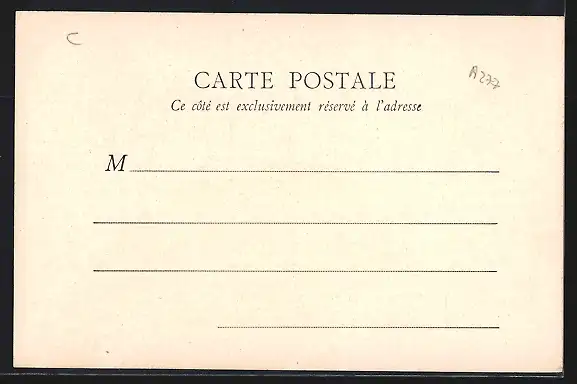 C
A277
CARTE POSTALE
Ce côté est exclusivement réservé à l'adresse
M